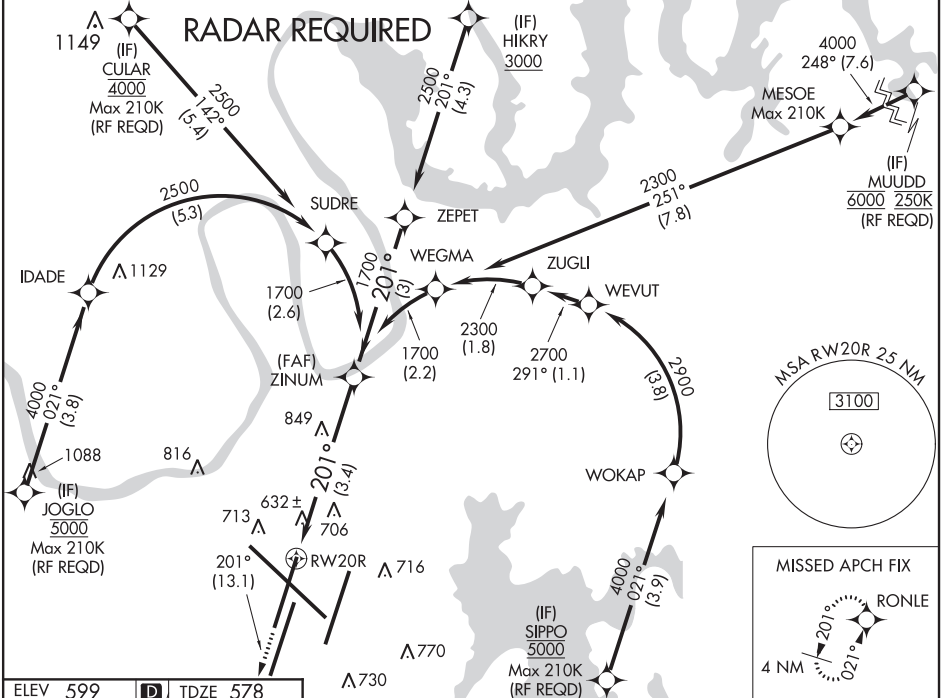 RADAR REQUIRED
1149
(IF)
CULAR
4000
Max 210K
(RF REQD)
2500
142°
(5.4)
(IF)
HIKRY
3000
2500
201°
(4.3)
4000
248° (7.6)
MESOE
Max 210K
(IF)
MUUDD
6000 250K
(RF REQD)
2300
251°
(7.8)
2500
(5.3)
SUDRE
ZEPET
IDADE
1129
1700
(2.6)
1700
201°
(3)
WEGMA
ZUGLI
WEVUT
1700
(2.2)
2300
(1.8)
2700
291° (1.1)
2900
(3.8)
(FAF)
ZINUM
4000
021°
(3.8)
1088
(IF)
JOGLO
5000
Max 210K
(RF REQD)
816
849
201°
(3.4)
632 ±
713
706
201°
(13.1)
RW20R
716
770
730
WOKAP
4000
021°
(3.9)
(IF)
SIPPO
5000
Max 210K
(RF REQD)
MSA RW20R 25 NM
3100
MISSED APCH FIX
RONLE
201°
021°
4 NM
ELEV 599 D TDZE 578